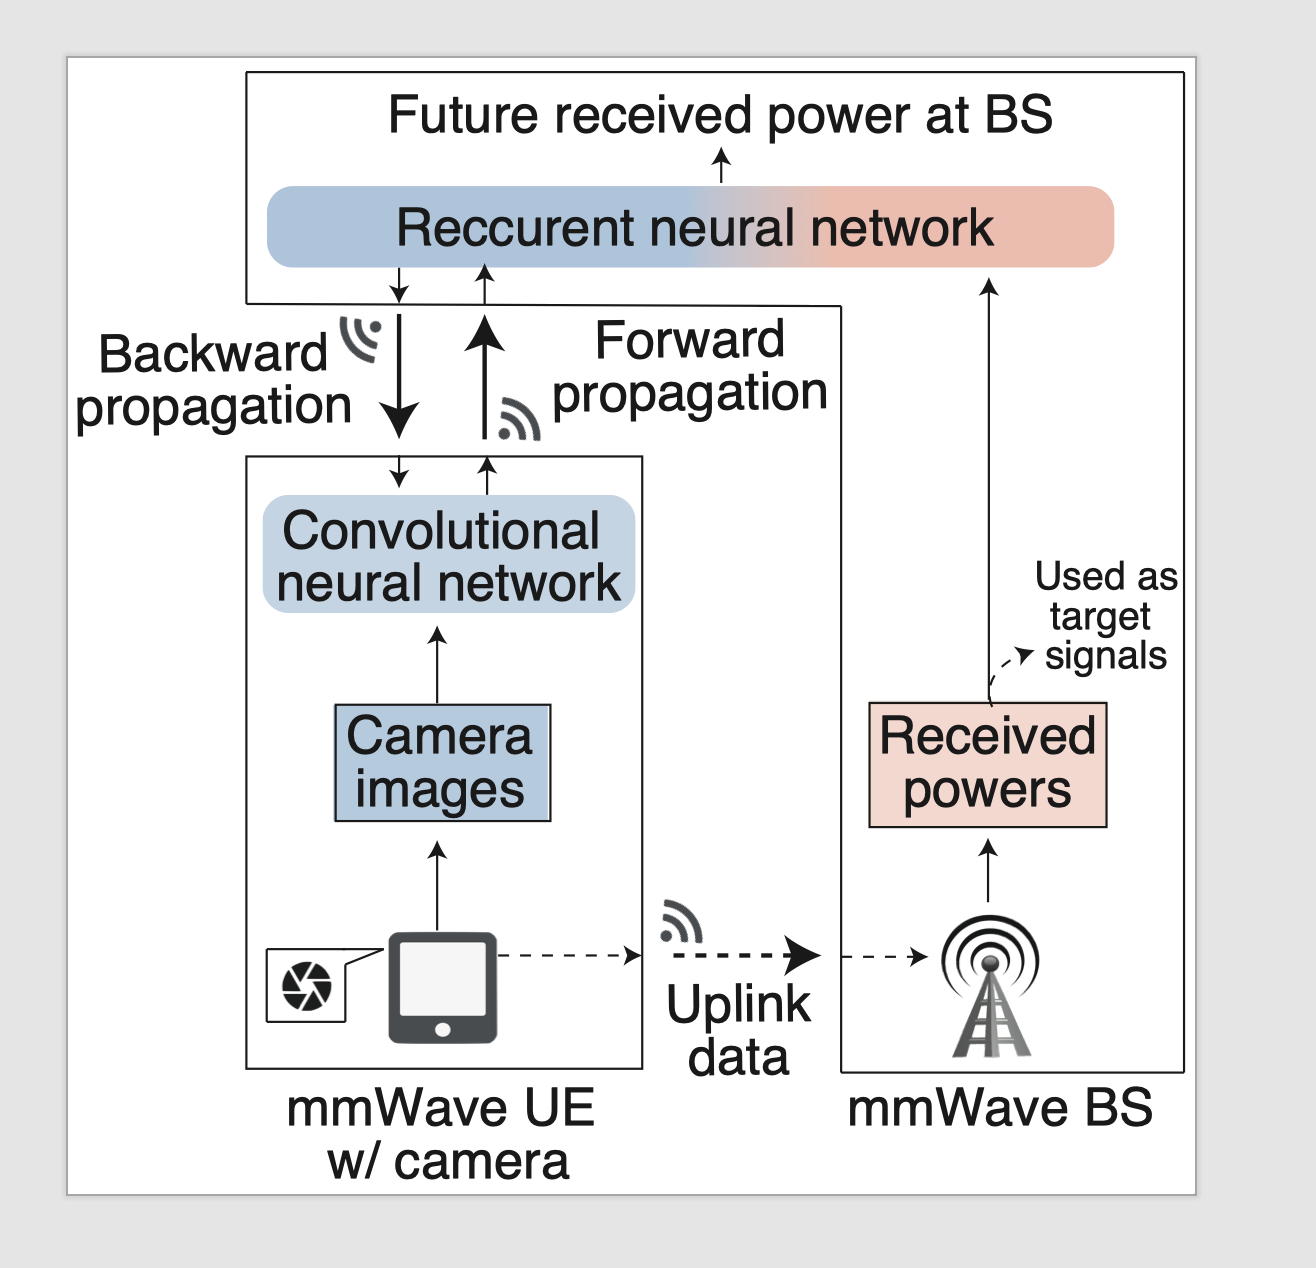 Future received power at BS
Reccurent neural network
Backward
propagation
Forward
propagation
Convolutional
neural network
Used as
target
signals
Camera
images
Received
powers
Uplink
data
mmWave UE
w/ camera
mmWave BS